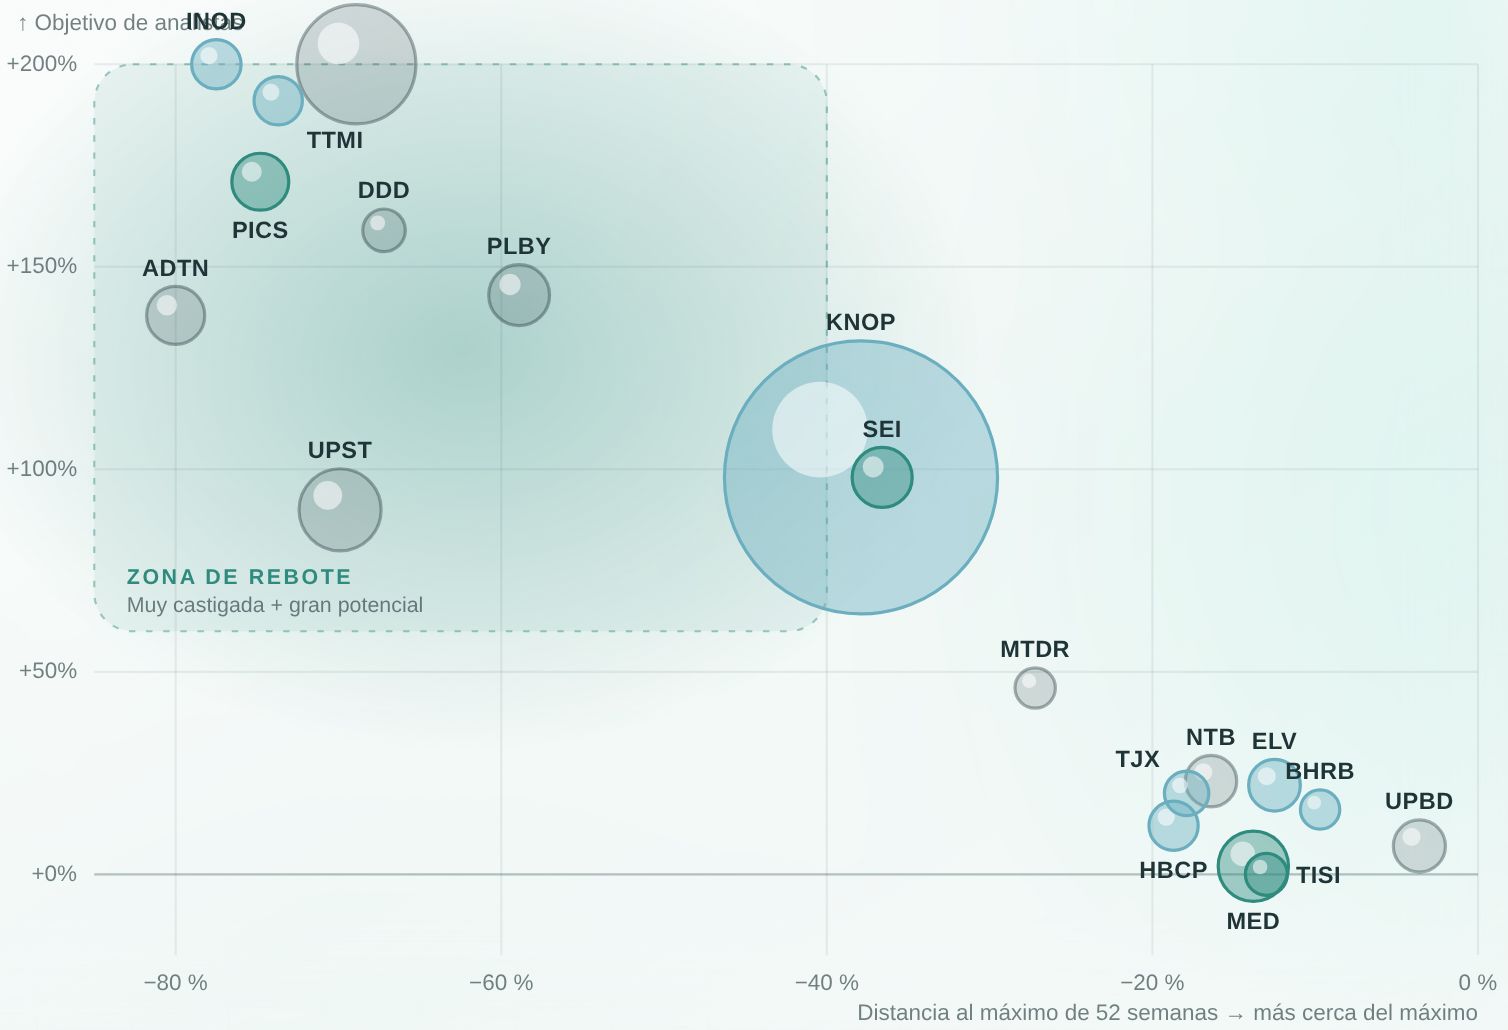 ↑ Objetivo de analistas
INOD
+200%
TTMI
DDD
PICS
PLBY
ADTN
+150%
KNOP
SEI
UPST
+100%
ZONA DE REBOTE
Muy castigada + gran potencial
MTDR
+50%
NTB
ELV
TJX
BHRB
UPBD
HBCP
TISI
+0%
MED
−80 %
−60 %
−40 %
−20 %
0 %
Distancia al máximo de 52 semanas → más cerca del máximo